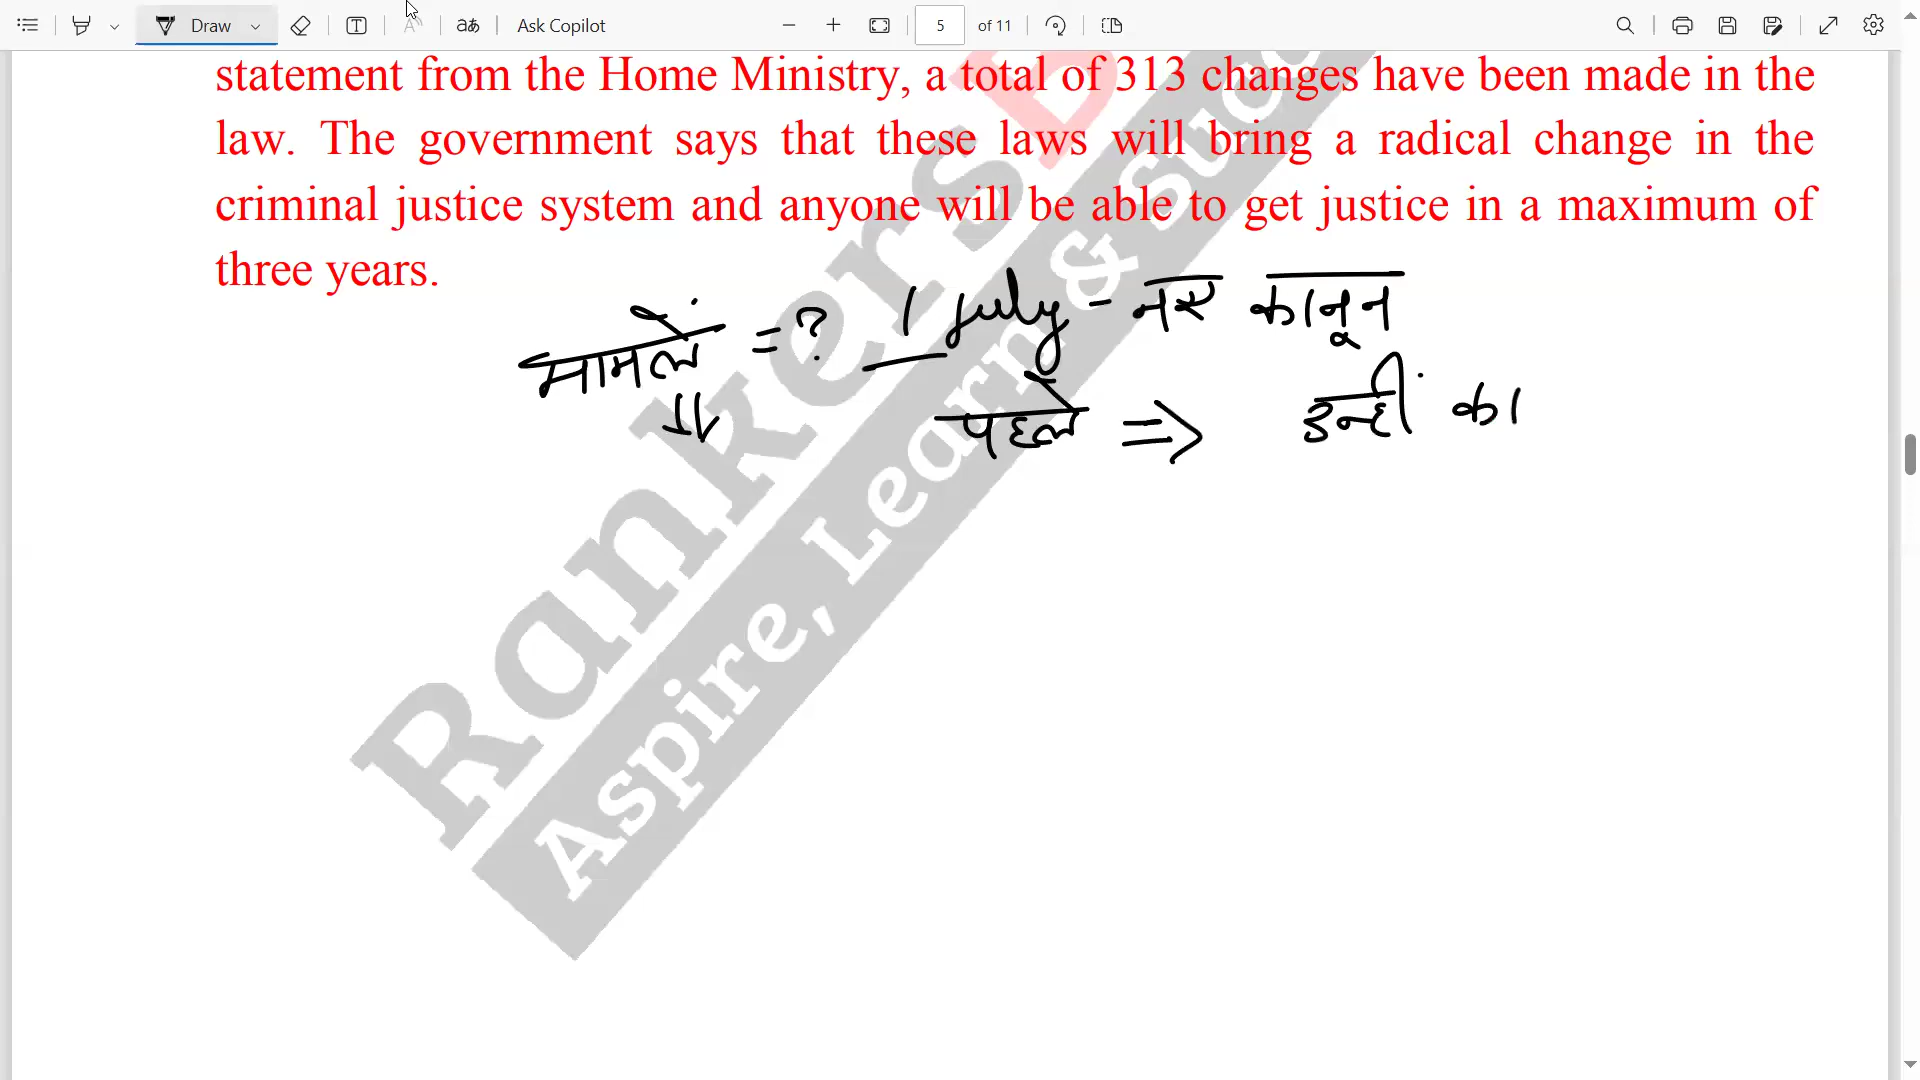 Draw
Ask Copilot
5 of 11
statement from the Home Ministry, a total of 313 changes have been made in the
law. The government says that these laws will bring a radical change in the
criminal justice system and anyone will be able to get justice in a maximum of
three years.
मामलें = ? 1 July - नए कानून
पहले => इन्हीं का
Rankers
Aspire, Learn & Succ